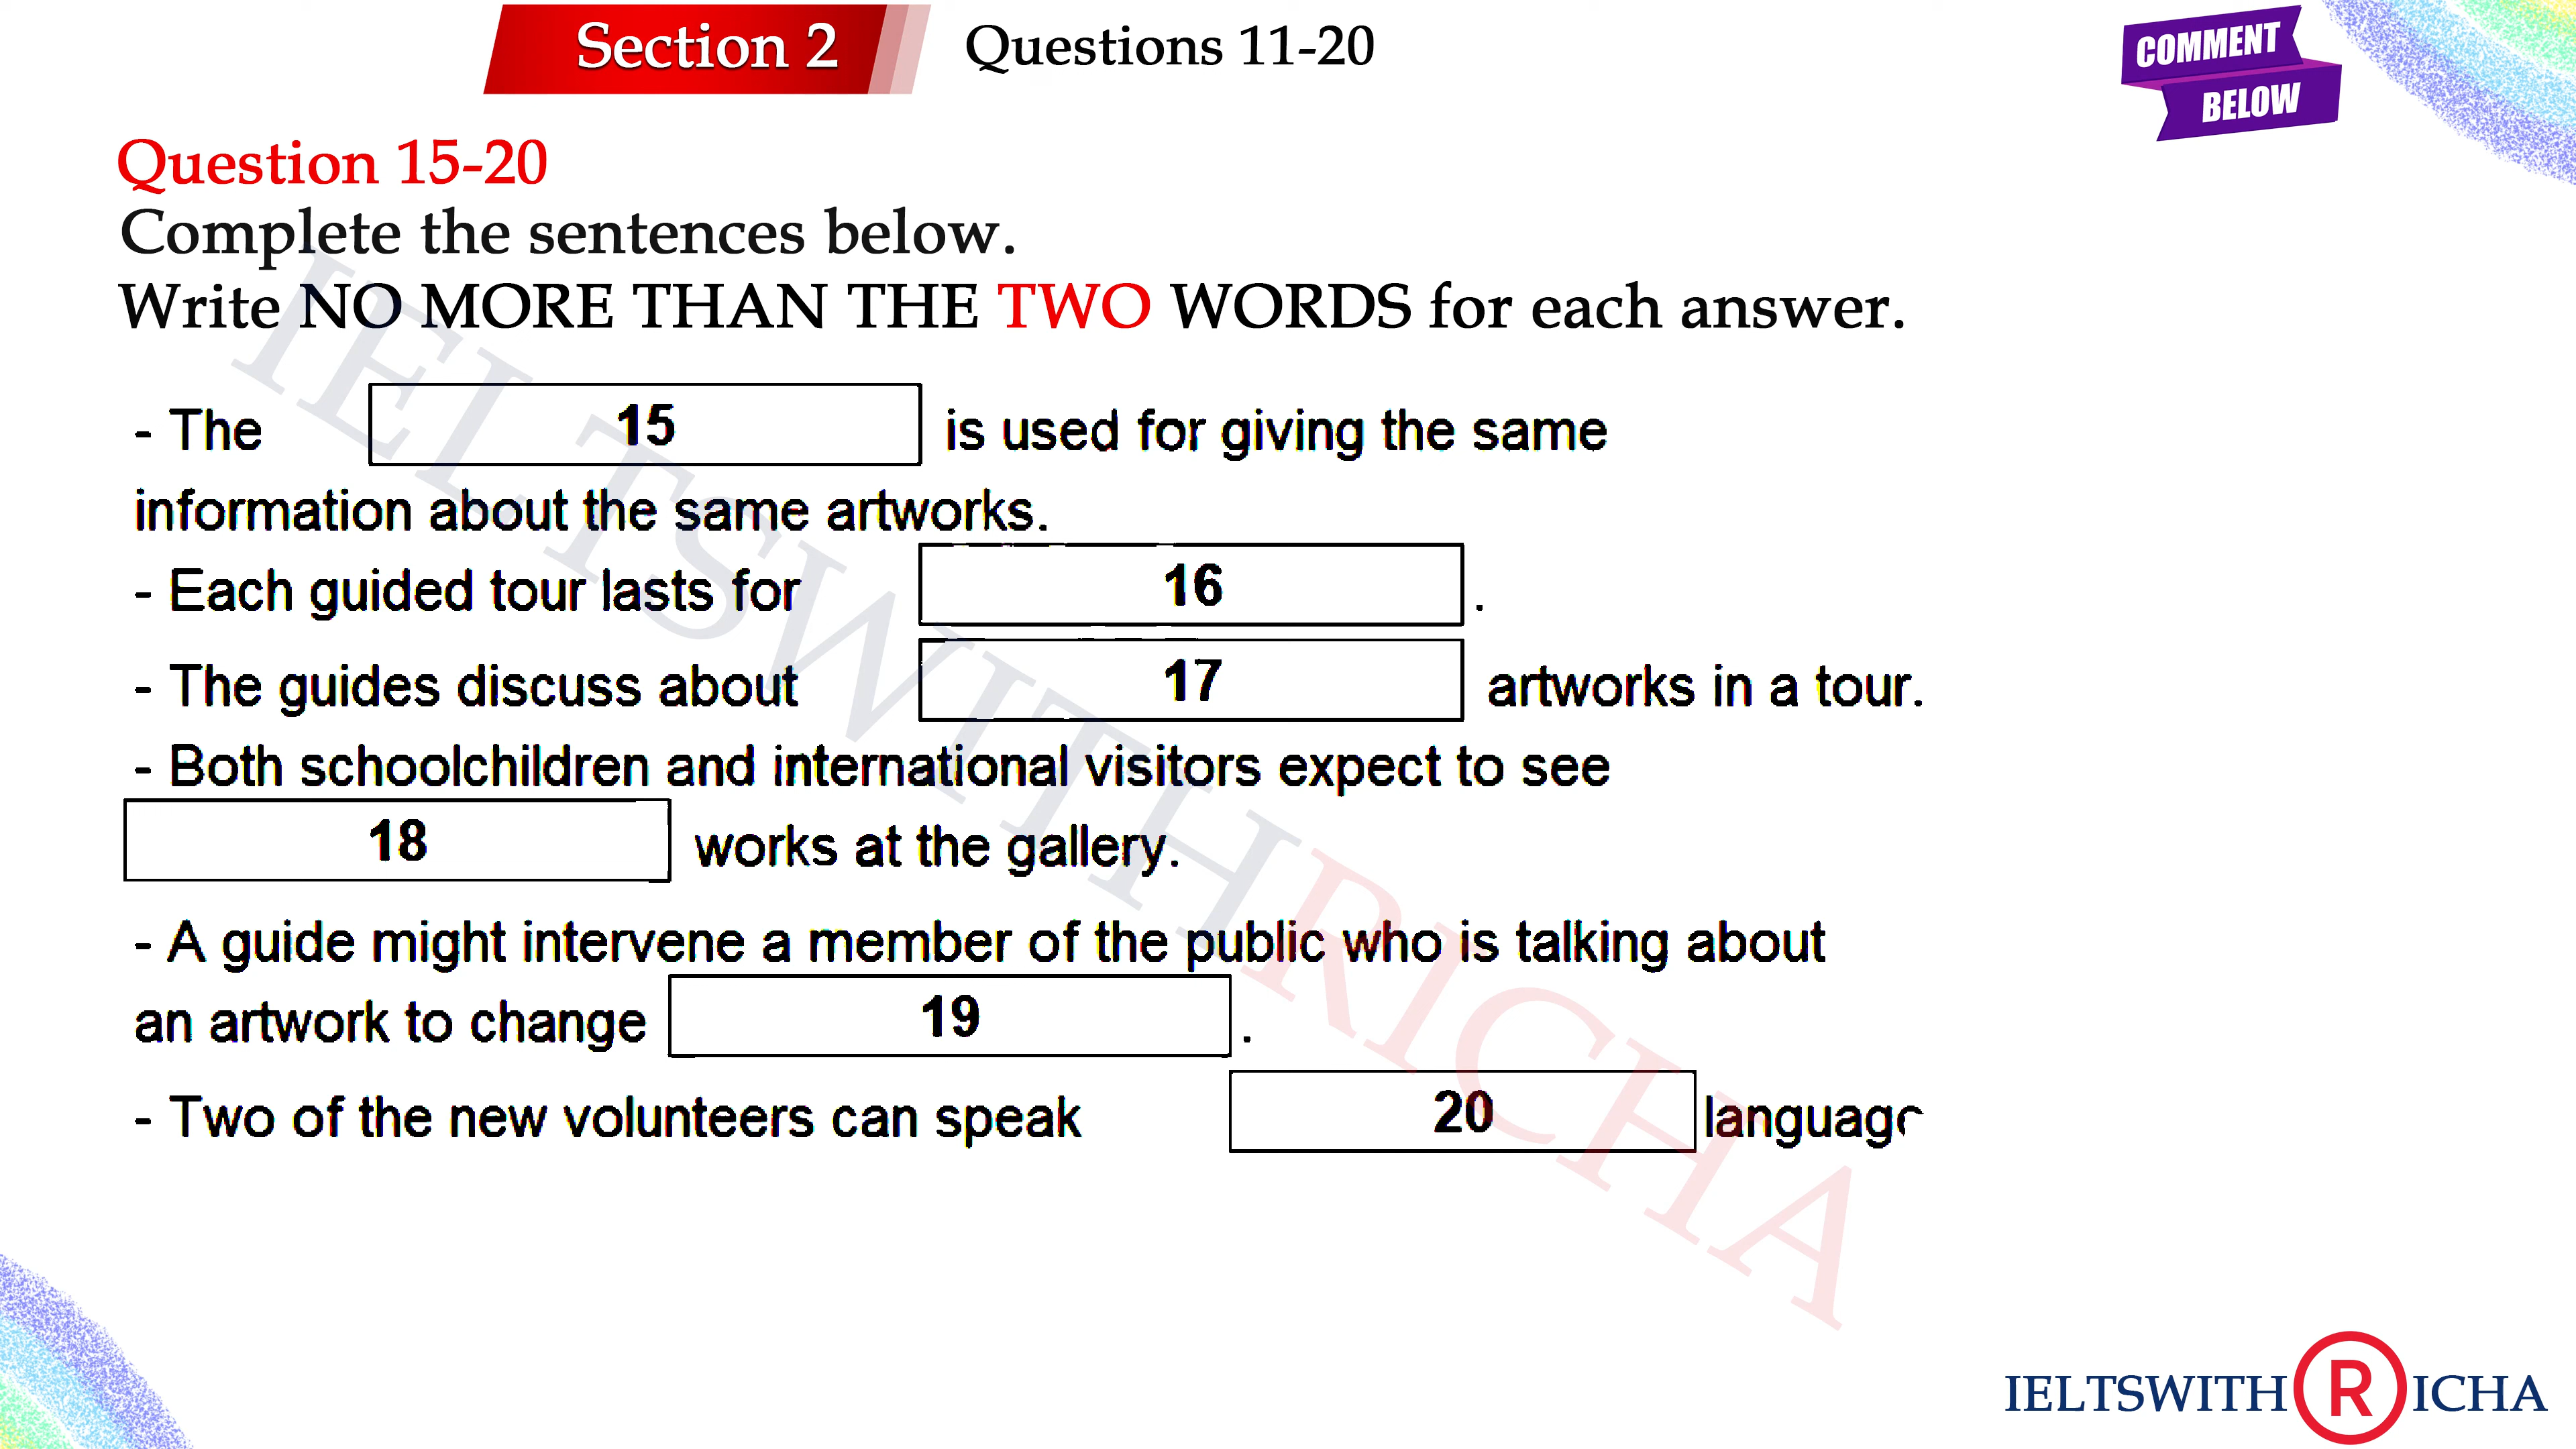 Section 2 Questions 11-20
COMMENT
BELOW
Question 15-20
Complete the sentences below.
Write NO MORE THAN THE TWO WORDS for each answer.
- The 15 is used for giving the same
information about the same artworks.
- Each guided tour lasts for 16 .
- The guides discuss about 17 artworks in a tour.
- Both schoolchildren and international visitors expect to see
18 works at the gallery.
- A guide might intervene a member of the public who is talking about
an artwork to change 19 .
- Two of the new volunteers can speak 20 language
IELTSWITHRICHA
IELTSWITHRICHA